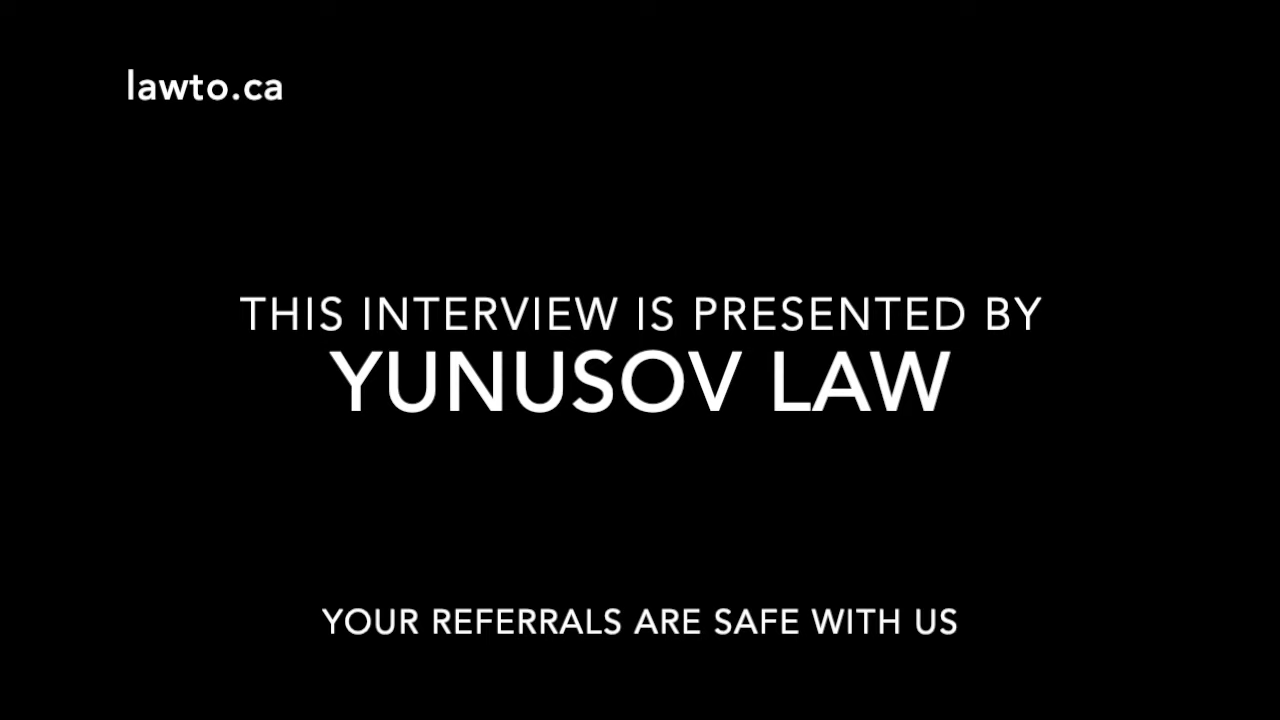 lawto.ca
THIS INTERVIEW IS PRESENTED BY
YUNUSOV LAW
YOUR REFERRALS ARE SAFE WITH US